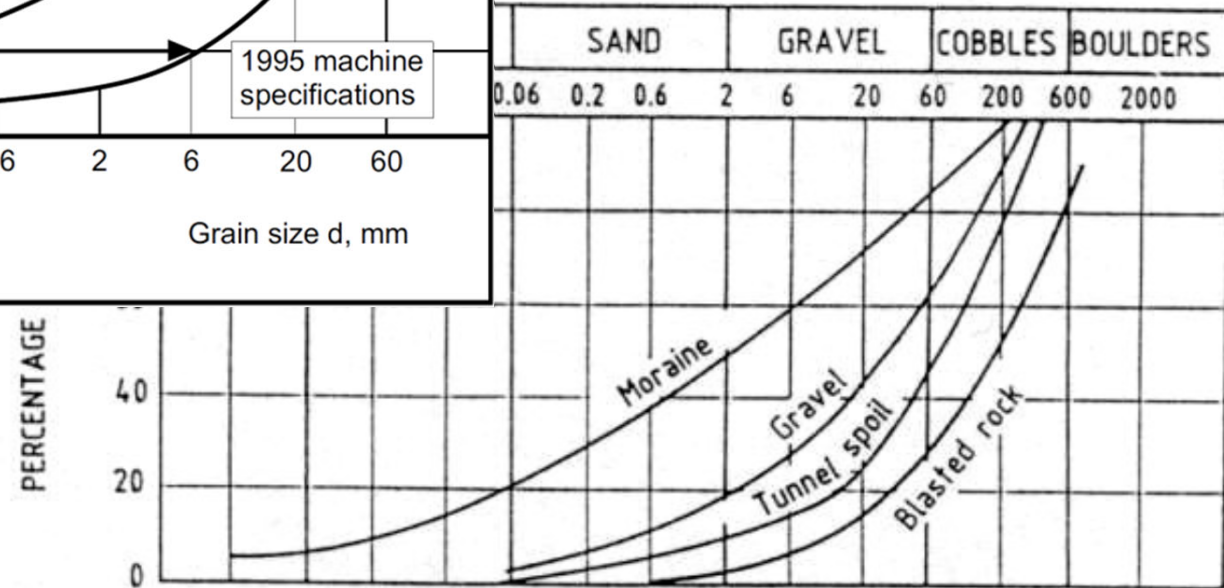 1995 machine
specifications
6 2 6 20 60
Grain size d, mm
SAND GRAVEL COBBLES BOULDERS
0.06 0.2 0.6 2 6 20 60 200 600 2000
PERCENTAGE
40
20
0
Moraine
Gravel
Tunnel spoil
Blasted rock